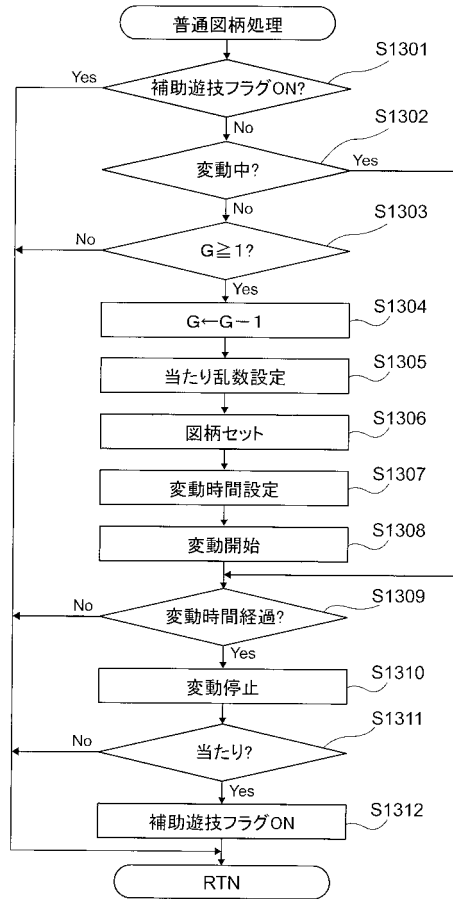 普通図柄処理
S1301
Yes
補助遊技フラグON?
No
S1302
変動中?
Yes
No
S1303
No
G≧1?
Yes
S1304
G←G－1
S1305
当たり乱数設定
S1306
図柄セット
S1307
変動時間設定
S1308
変動開始
S1309
No
変動時間経過?
Yes
S1310
変動停止
S1311
No
当たり?
Yes
S1312
補助遊技フラグON
RTN